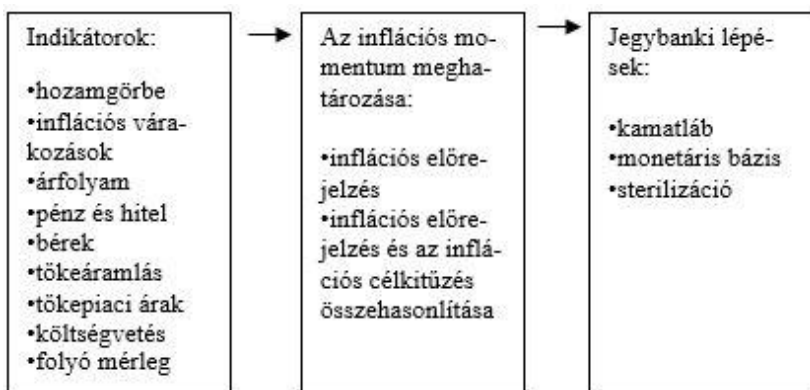 Indikátorok:
•hozamgörbe
•inflációs vára-
kozások
•árfolyam
•pénz és hitel
•bérek
•tőkeáramlás
•tőkepiaci árak
•költségvetés
•folyó mérleg
Az inflációs mo-
mentum megha-
tározása:
•inflációs előre-
jelzés
•inflációs előre-
jelzés és az inflá-
ciós célkitűzés
összehasonlítása
Jegybanki lépé-
sek:
•kamatláb
•monetáris bázis
•sterilizáció